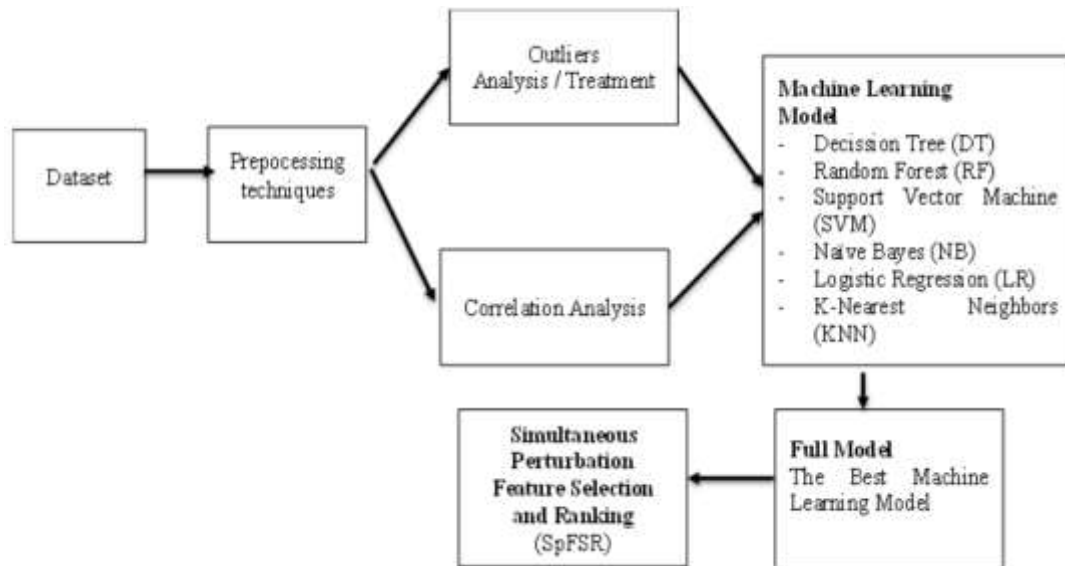 Dataset
Prepocessing
techniques
Outliers
Analysis / Treatment
Correlation Analysis
Machine Learning
Model
- Decission Tree (DT)
- Random Forest (RF)
- Support Vector Machine
(SVM)
- Naïve Bayes (NB)
- Logistic Regression (LR)
- K-Nearest Neighbors
(KNN)
Full Model
The Best Machine
Learning Model
Simultaneous
Perturbation
Feature Selection
and Ranking
(SpFSR)